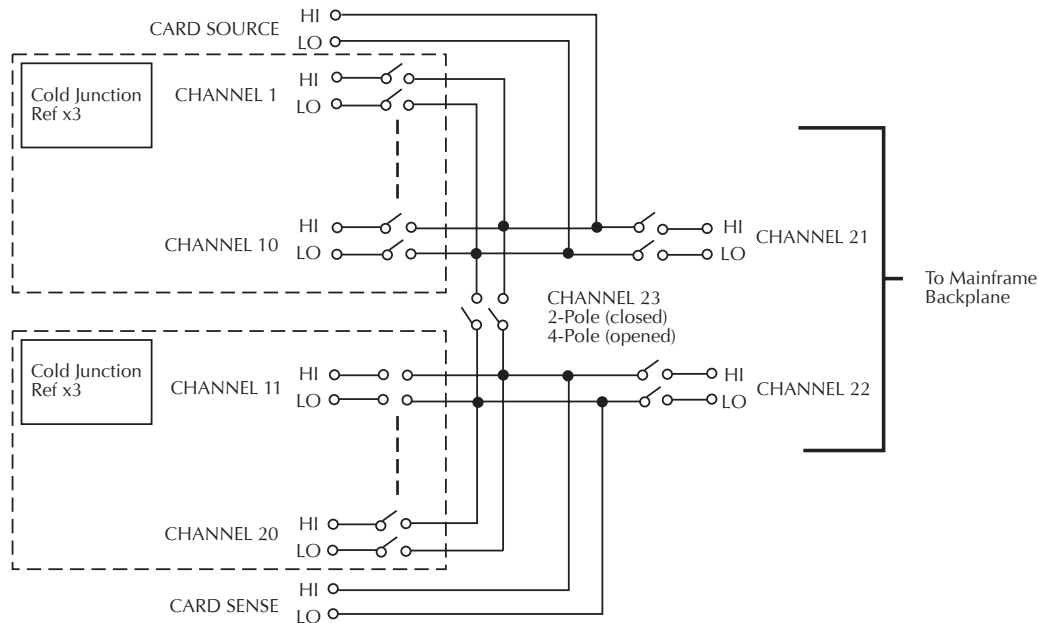 HI
CARD SOURCE
LO
Cold Junction
Ref x3
HI
CHANNEL 1
LO
HI
CHANNEL 10
LO
HI
CHANNEL 21
LO
CHANNEL 23
2-Pole (closed)
4-Pole (opened)
To Mainframe
Backplane
Cold Junction
Ref x3
HI
CHANNEL 11
LO
HI
CHANNEL 22
LO
HI
CHANNEL 20
LO
HI
CARD SENSE
LO